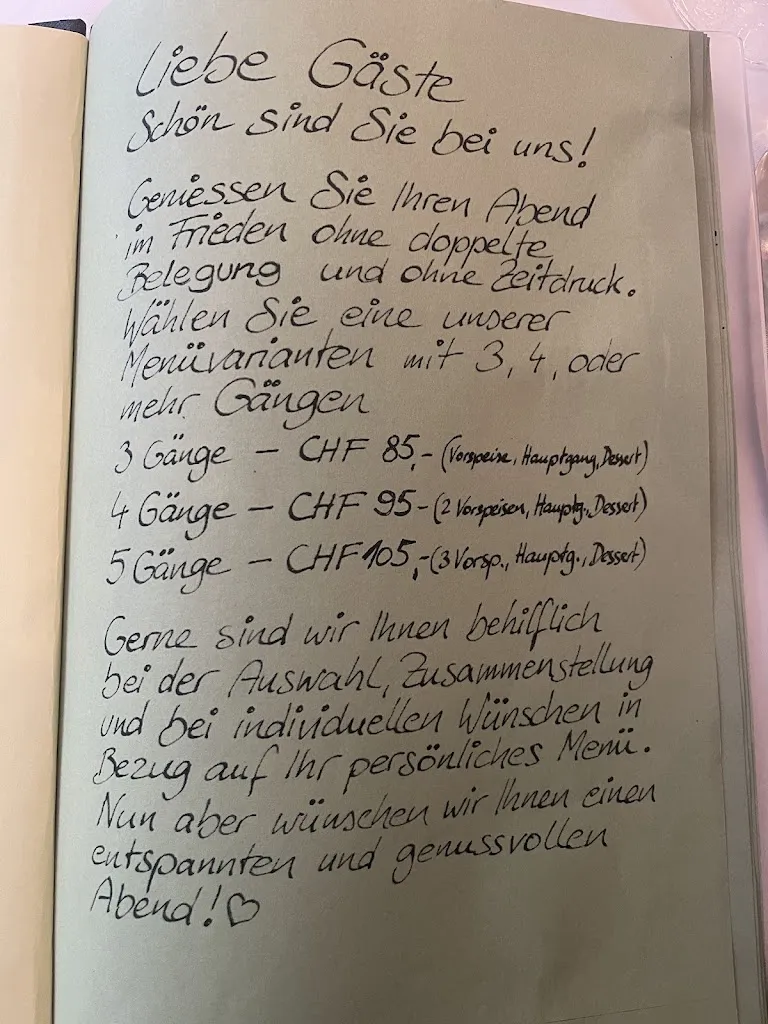 Liebe Gäste
Schön sind Sie bei uns!
Geniessen Sie Ihren Abend
im Frieden ohne doppelte
Belegung und ohne Zeitdruck.
Wählen Sie eine unserer
Menüvarianten mit 3, 4, oder
mehr Gängen
3 Gänge – CHF 85,- (Vorspeise, Hauptgang, Dessert)
4 Gänge – CHF 95- (2 Vorspeisen, Hauptg., Dessert)
5 Gänge – CHF 105,- (3 Vorsp., Hauptg., Dessert)
Gerne sind wir Ihnen behilflich
bei der Auswahl, Zusammenstellung
und bei individuellen Wünschen in
Bezug auf Ihr persönliches Menü.
Nun aber wünschen wir Ihnen einen
entspannten und genussvollen
Abend! ♡